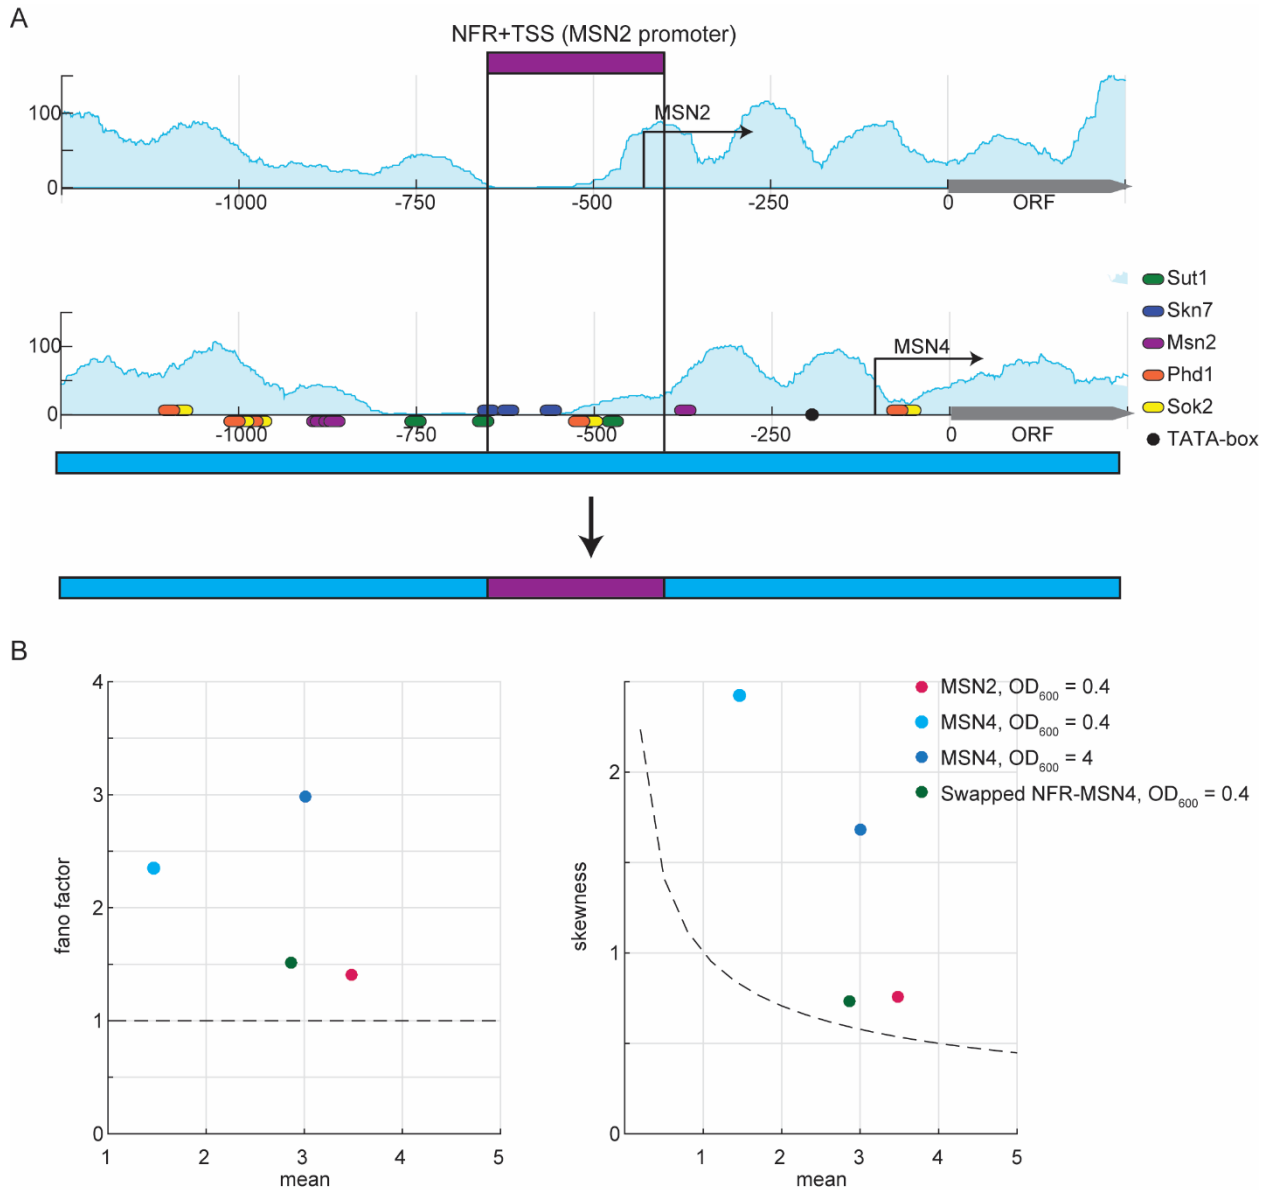 A
NFR+TSS (MSN2 promoter)
100
0
MSN2
-1000
-750
-500
-250
0
ORF
100
0
MSN4
-1000
-750
-500
-250
0
ORF
Sut1
Skn7
Msn2
Phd1
Sok2
TATA-box
B
4
3
2
1
0
fano factor
1
2
3
4
5
mean
2
1
0
skewness
1
2
3
4
5
mean
MSN2, OD600 = 0.4
MSN4, OD600 = 0.4
MSN4, OD600 = 4
Swapped NFR-MSN4, OD600 = 0.4